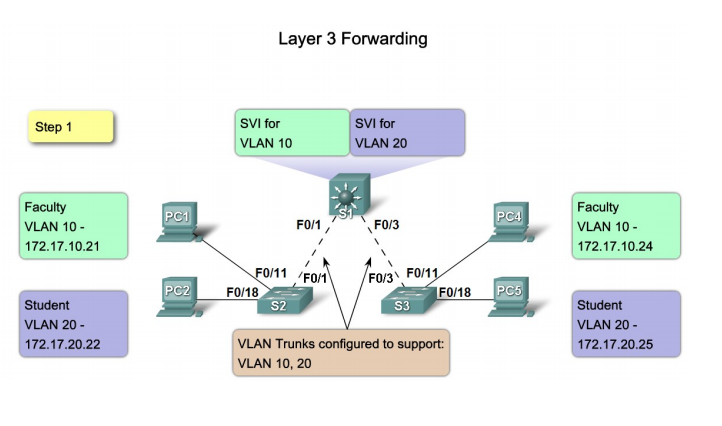 Layer 3 Forwarding
Step 1
SVI for
VLAN 10
SVI for
VLAN 20
Faculty
VLAN 10 -
172.17.10.21
PC1
S1
F0/1
F0/3
PC4
Faculty
VLAN 10 -
172.17.10.24
Student
VLAN 20 -
172.17.20.22
PC2
F0/11
F0/18
F0/1
S2
F0/3
F0/11
F0/18
S3
PC5
Student
VLAN 20 -
172.17.20.25
VLAN Trunks configured to support:
VLAN 10, 20